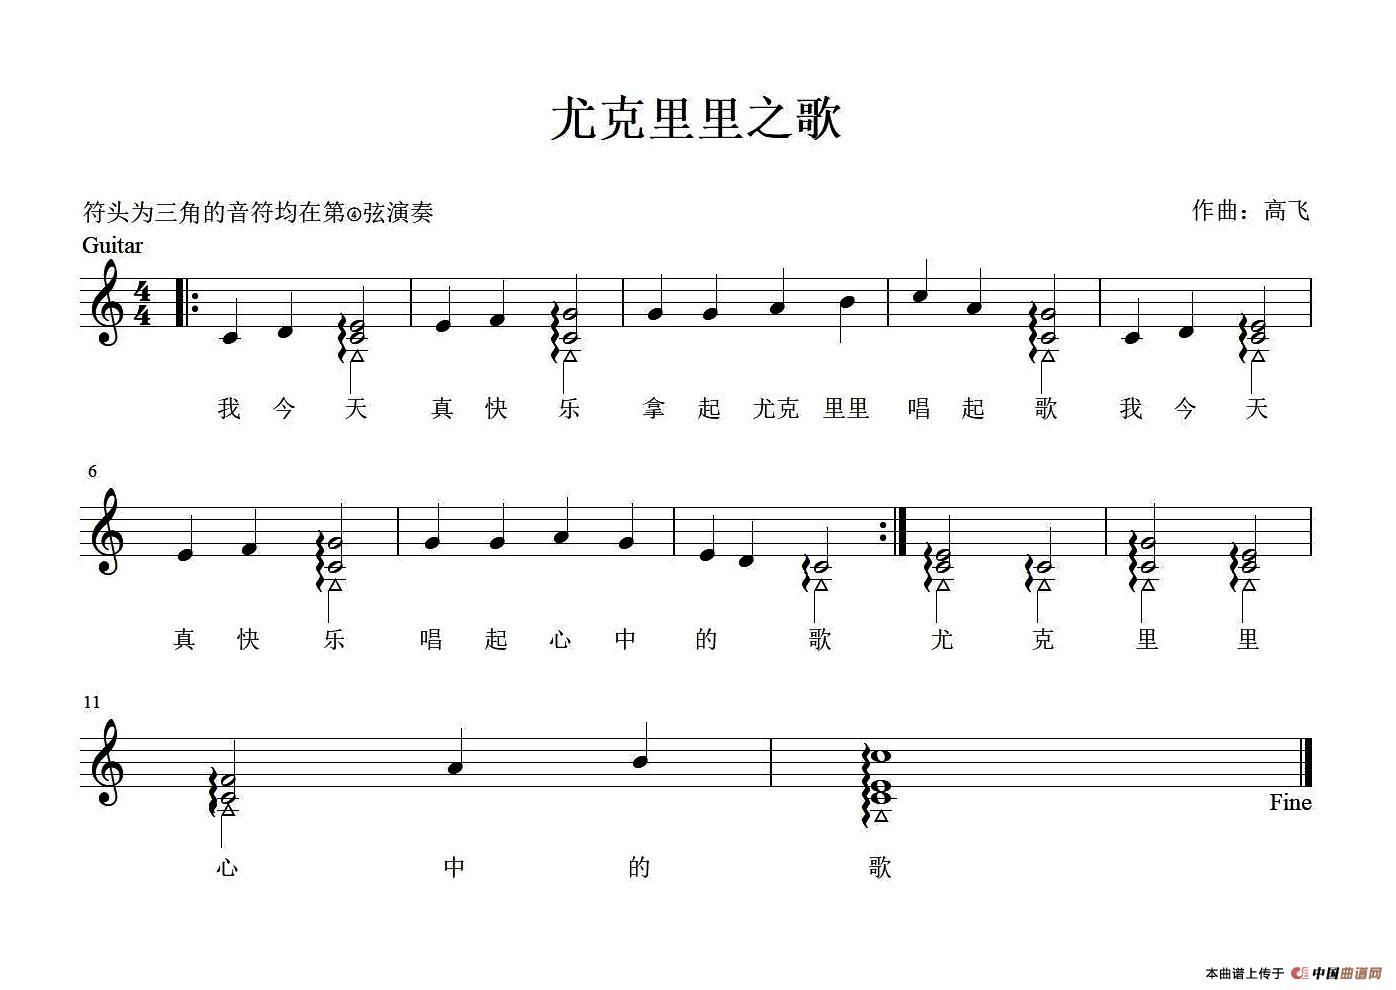 尤克里里之歌
符头为三角的音符均在第④弦演奏
作曲：高飞
Guitar
我 今 天 真 快 乐 拿 起 尤克 里里 唱 起 歌 我 今 天
6
真 快 乐 唱 起 心 中 的 歌 尤 克 里 里
11
Fine
心 中 的 歌
本曲谱上传于 中国曲谱网